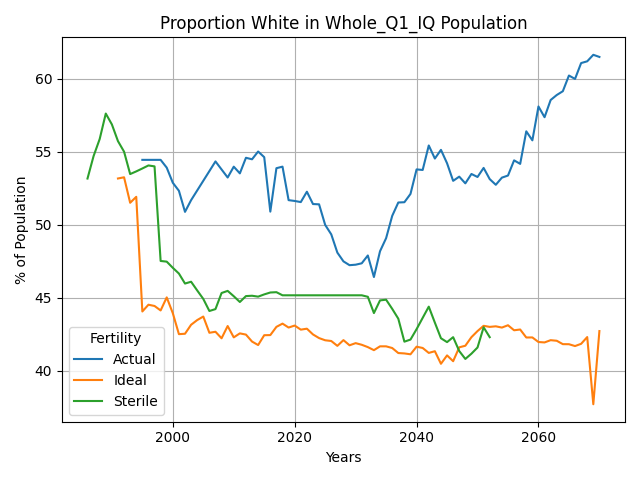 Proportion White in Whole_Q1_IQ Population
% of Population
60
55
50
45
40
Fertility
Actual
Ideal
Sterile
2000
2020
2040
2060
Years